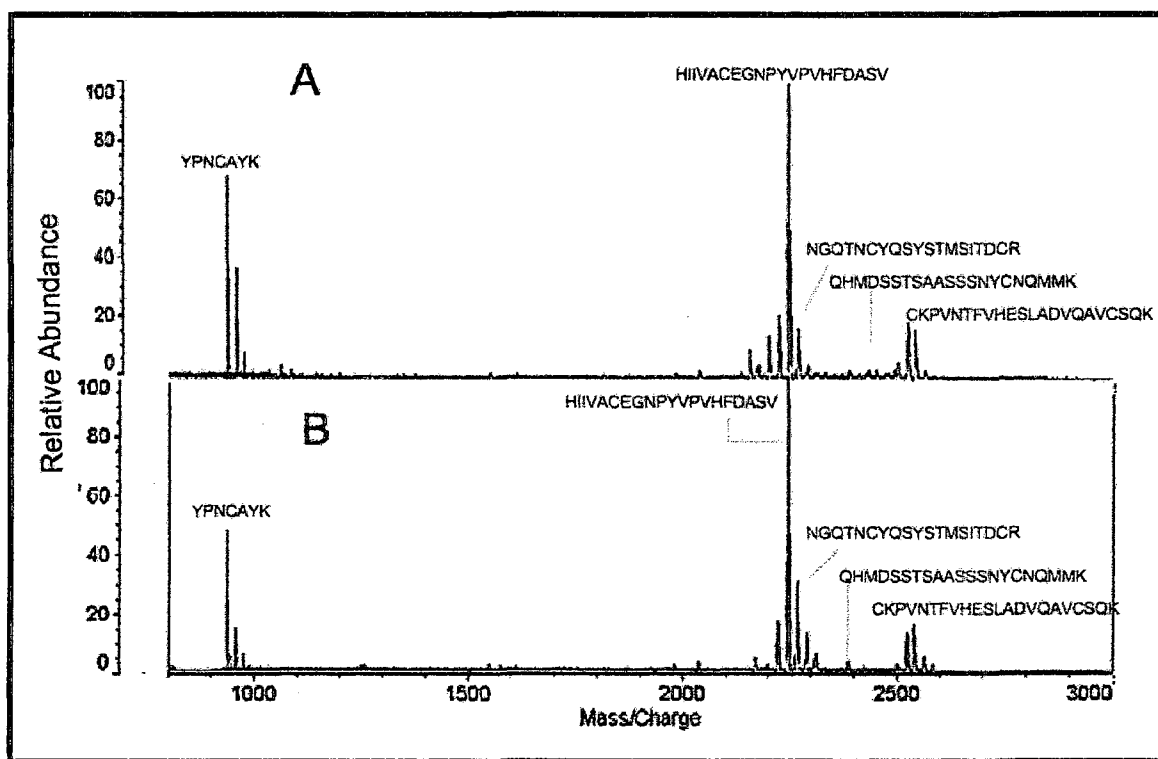 A
HIIVACEGNPYVPVHFDASV
100
YPNCAYK
80
60
NGQTNCYQSYSTMSITDCR
40
QHMDSSTSAASSSNYCNQMMK
CKPVNTFVHESLADVQAVCSQK
20
0
Relative Abundance
100
HIIVACEGNPYVPVHFDASV
B
80
60
YPNCAYK
NGQTNCYQSYSTMSITDCR
40
QHMDSSTSAASSSNYCNQMMK
20
CKPVNTFVHESLADVQAVCSQK
0
1000 1500 2000 2500 3000
Mass/Charge